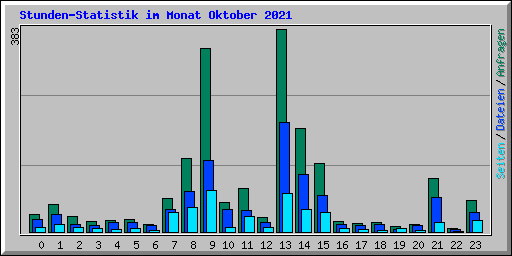 Stunden-Statistik im Monat Oktober 2021
383
Seiten / Dateien / Anfragen
0 1 2 3 4 5 6 7 8 9 10 11 12 13 14 15 16 17 18 19 20 21 22 23